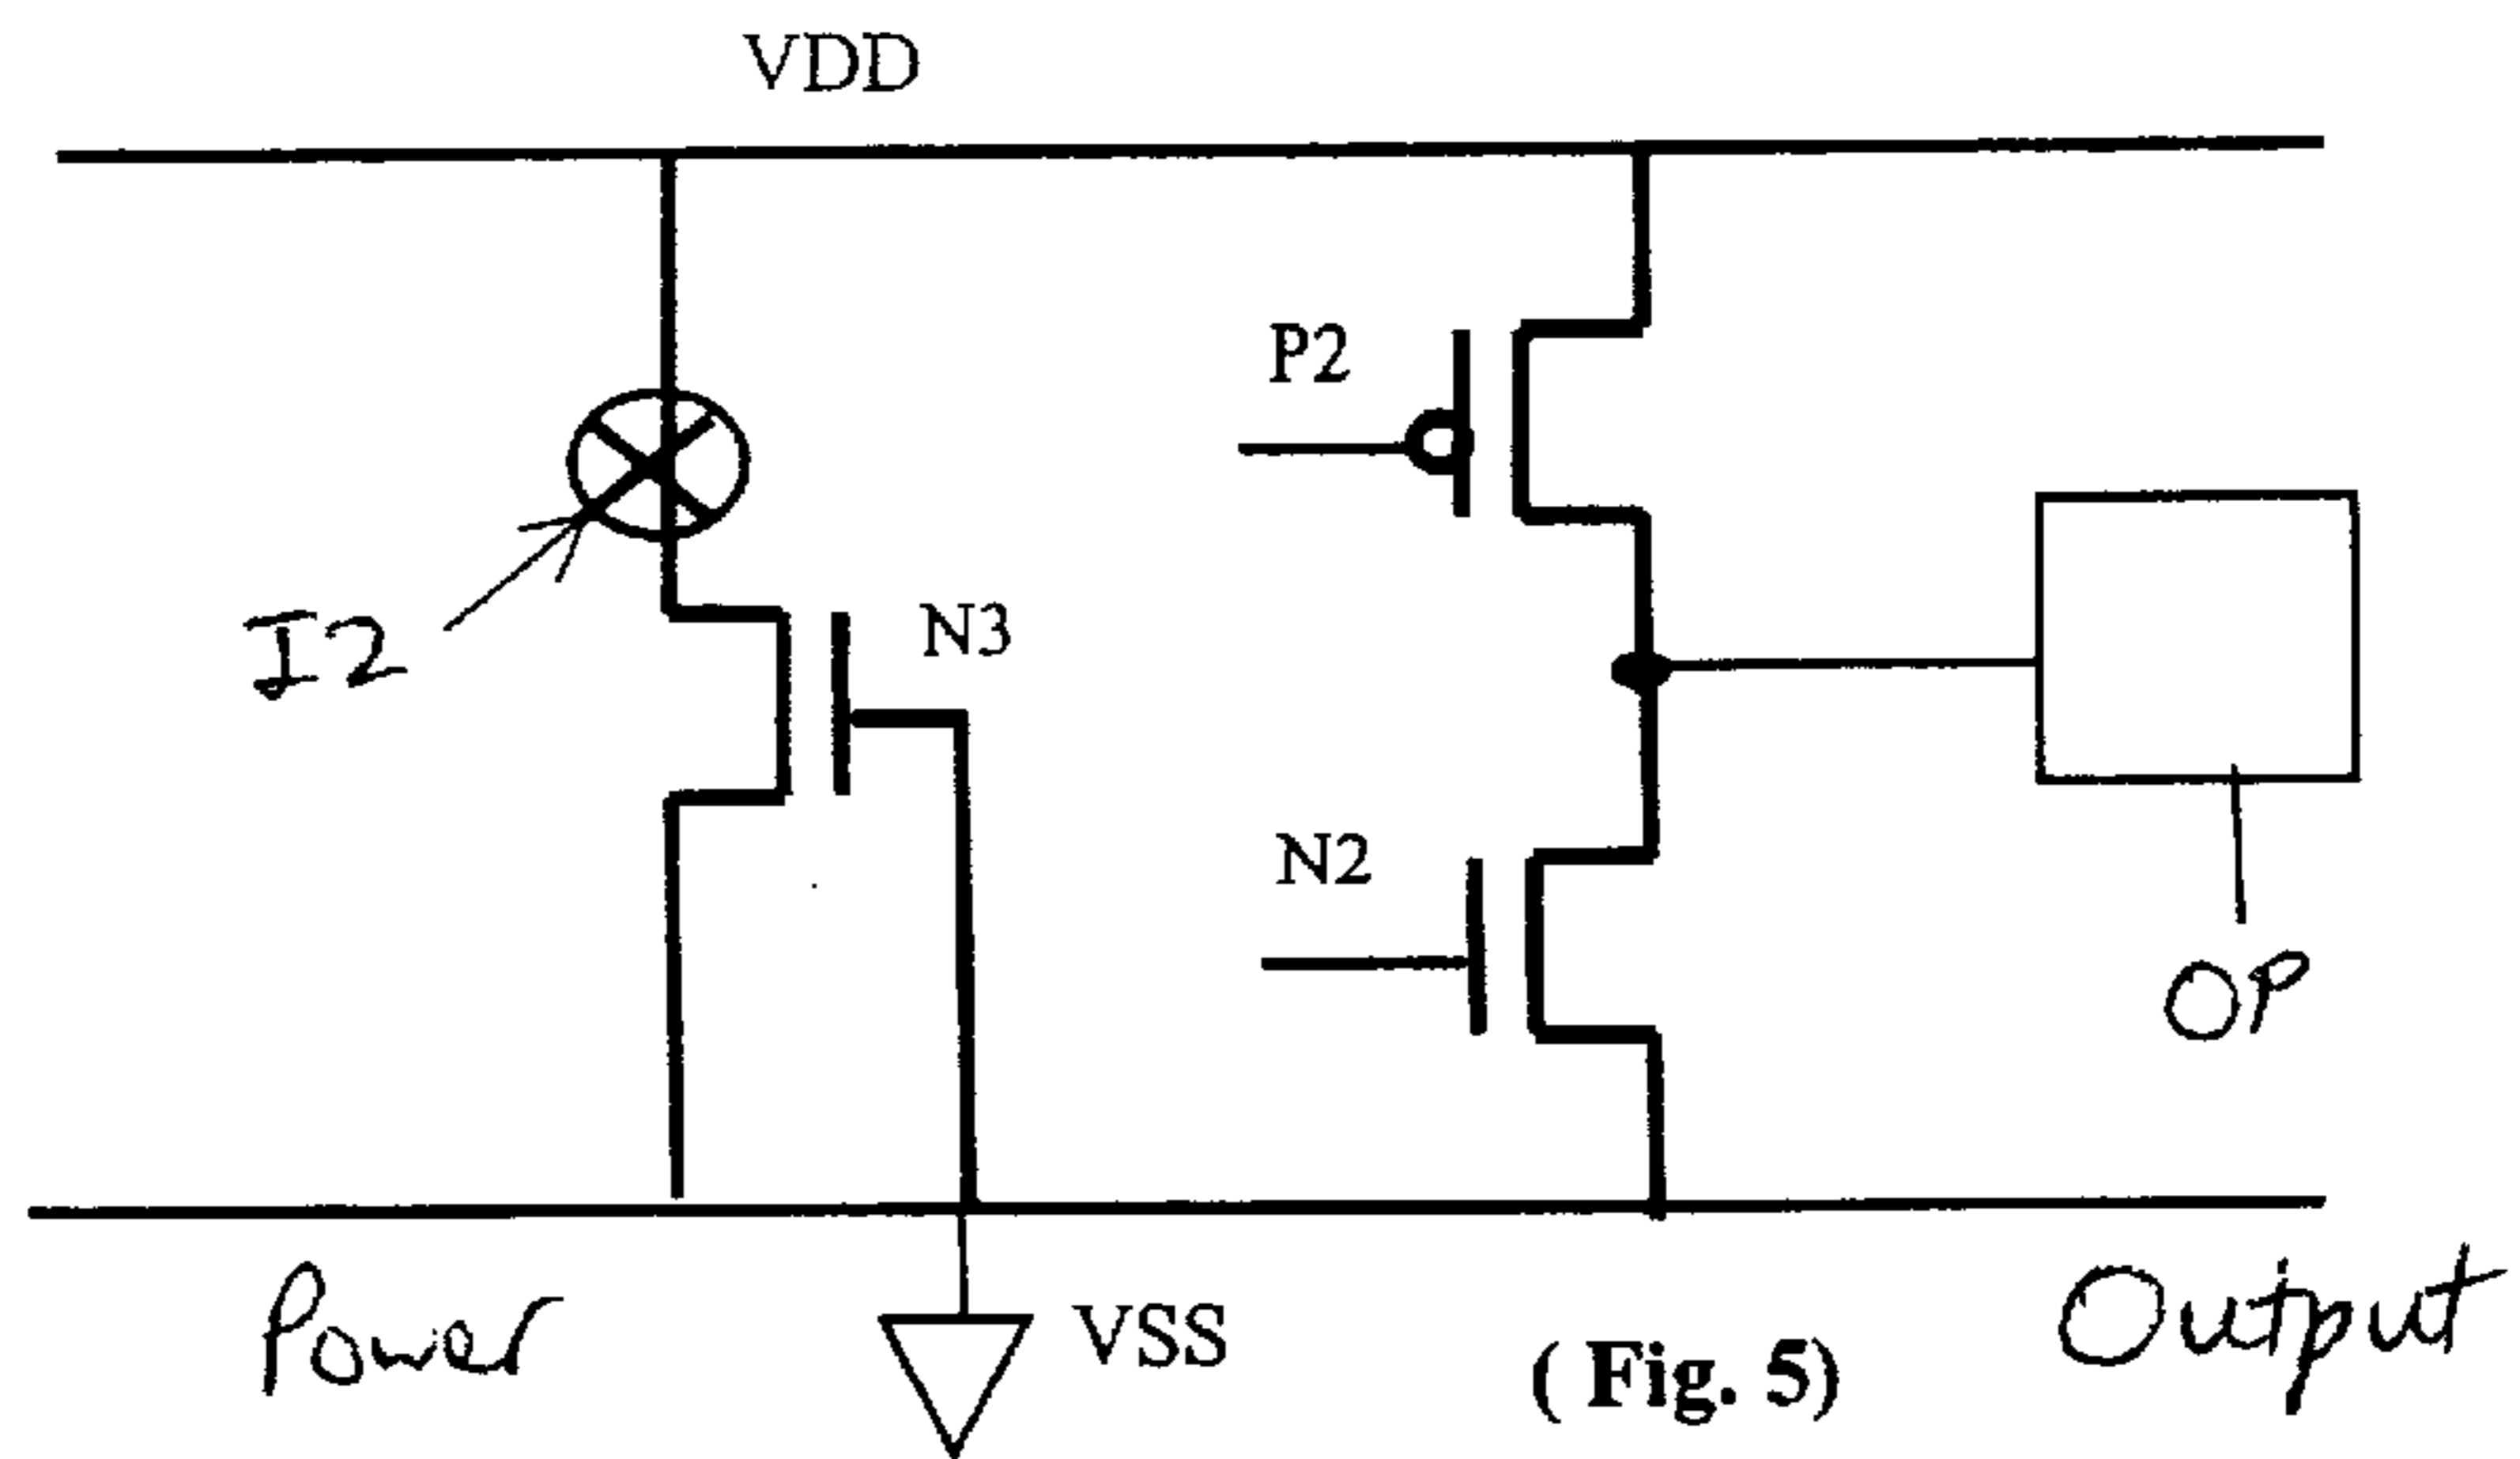 VDD
P2
I2
N3
N2
OP
Power
VSS
( Fig. 5)
Output